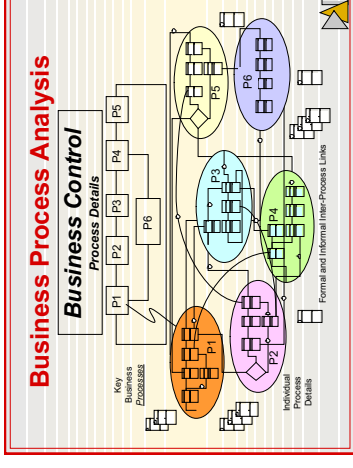 Business Process Analysis
Business Control
Process Details
P1
P2
P3
P4
P5
P6
Key
Business
Processes
P1
P2
P3
P4
P5
P6
Individual
Process
Details
Formal and Informal Inter-Process Links